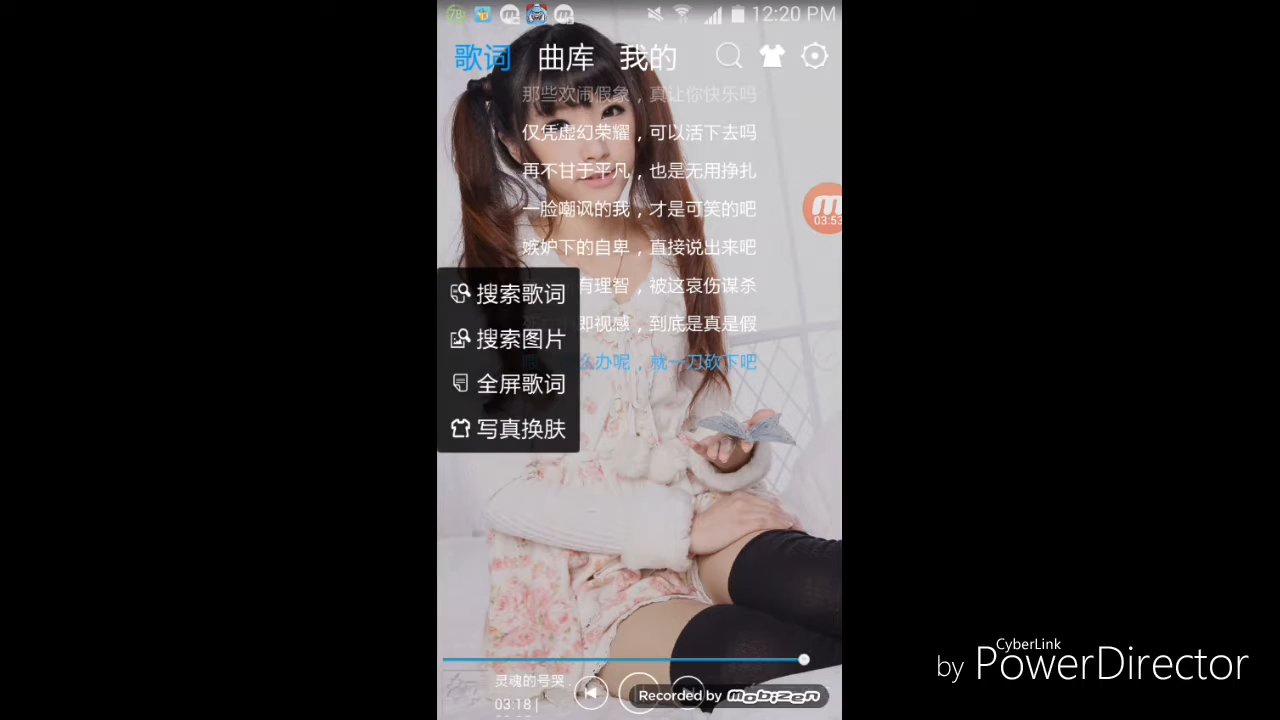 12:20 PM
歌词 曲库 我的
那些欢闹假象，真让你快乐吗
仅凭虚幻荣耀，可以活下去吗
再不甘于平凡，也是无用挣扎
一脸嘲讽的我，才是可笑的吧
03:53
嫉妒下的自卑，直接说出来吧
有理智，被这哀伤谋杀
即视感，到底是真是假
么办呢，就一刀砍下吧
搜索歌词
搜索图片
全屏歌词
写真换肤
灵魂的号哭
03:18 |
Recorded by mobizen
by CyberLink PowerDirector